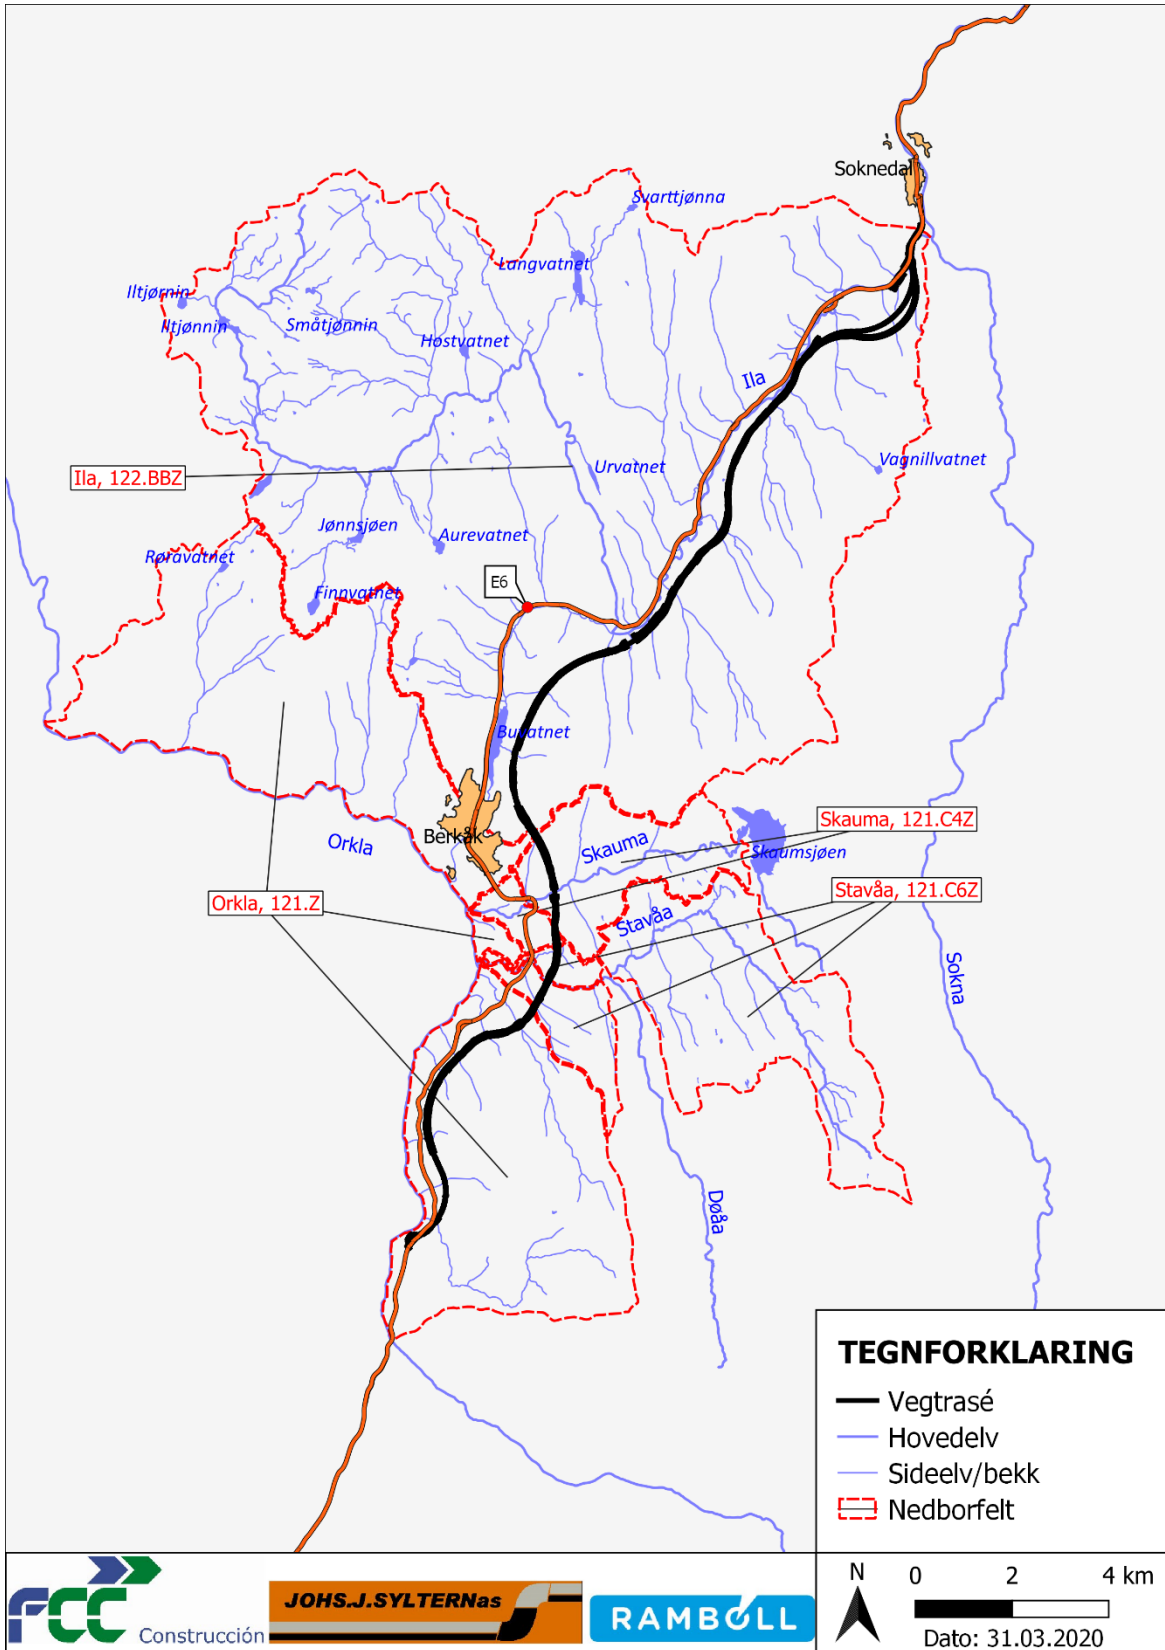 Soknedal
Svarttjønna
Langvatnet
Iltjørnin
Iltjønnin
Småtjønnin
Hostvatnet
Ila
Ila, 122.BBZ
Urvatnet
Vagnillvatnet
Jønnsjøen
Aurevatnet
Røravatnet
Finnvatnet
E6
Buvatnet
Orkla
Berkåk
Skauma
Skauma, 121.C4Z
Skaumsjøen
Stavåa, 121.C6Z
Orkla, 121.Z
Stavåa
Sokna
Døåa
TEGNFORKLARING
Vegtrasé
Hovedelv
Sideelv/bekk
Nedborfelt
FCC Construcción
JOHS.J.SYLTERNas
RAMBOLL
N
0 2 4 km
Dato: 31.03.2020